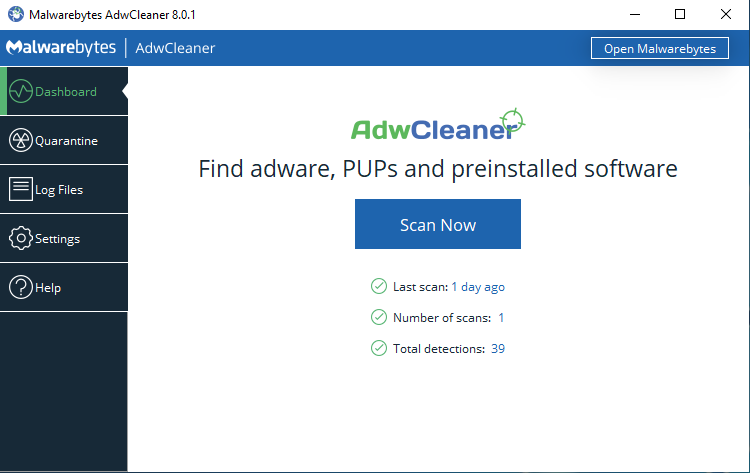 Malwarebytes AdwCleaner 8.0.1
Malwarebytes | AdwCleaner
Open Malwarebytes
Dashboard
Quarantine
Log Files
Settings
Help
AdwCleaner
Find adware, PUPs and preinstalled software
Scan Now
Last scan: 1 day ago
Number of scans: 1
Total detections: 39